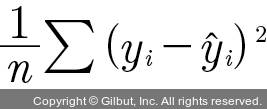 1/n ∑ (yᵢ − ŷᵢ)²
Copyright © Gilbut, Inc. All rights reserved.